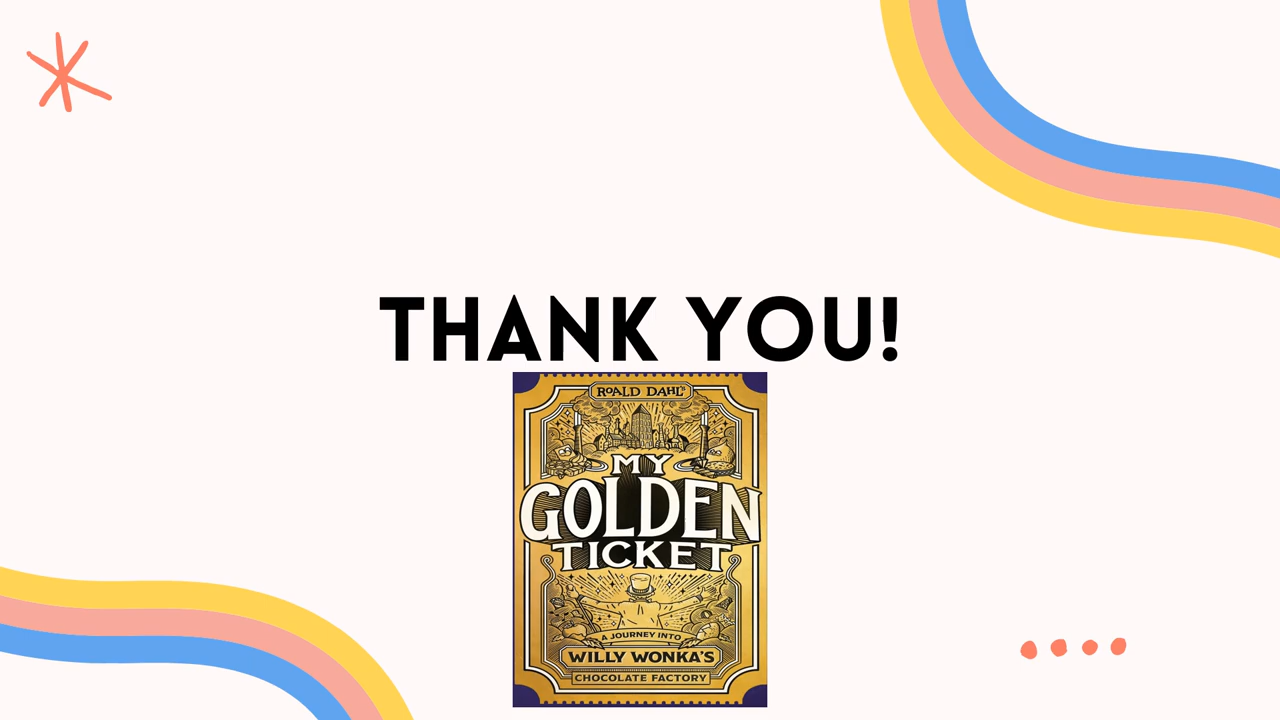 THANK YOU!
ROALD DAHL'S
MY
GOLDEN
TICKET
A JOURNEY INTO
WILLY WONKA'S
CHOCOLATE FACTORY